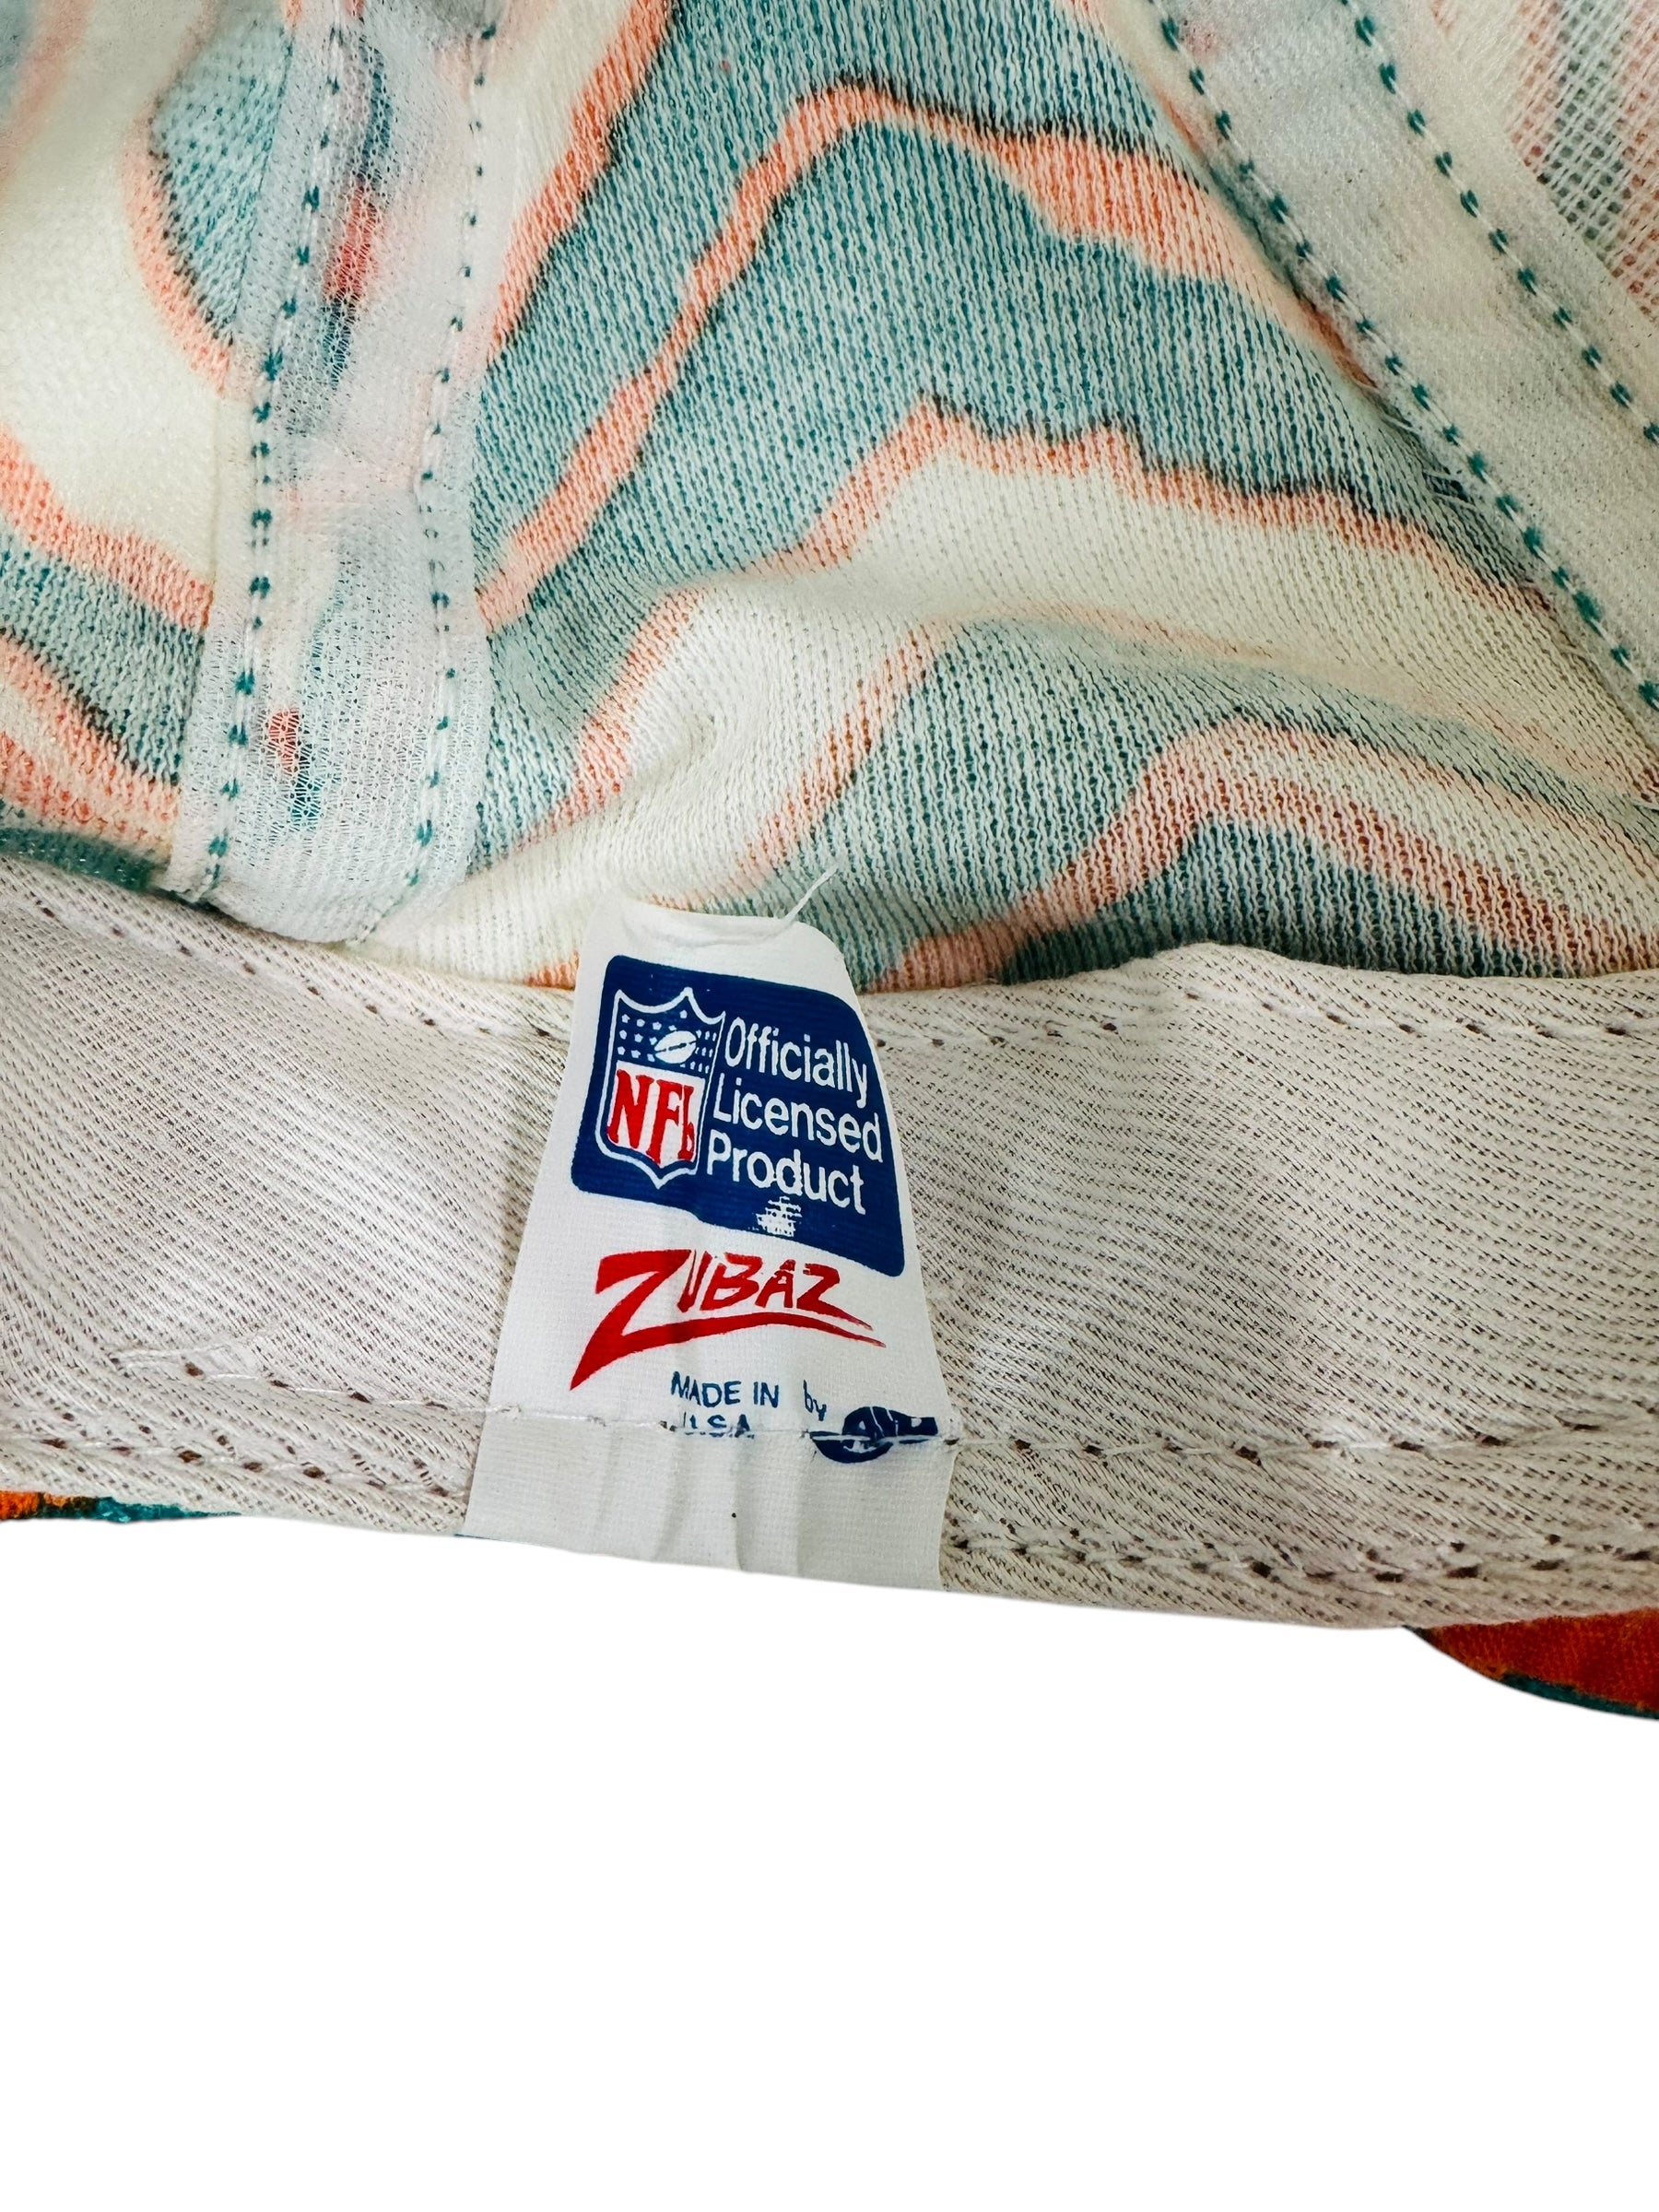 NFL
Officially
Licensed
Product
ZUBAZ
MADE IN by
U.S.A.